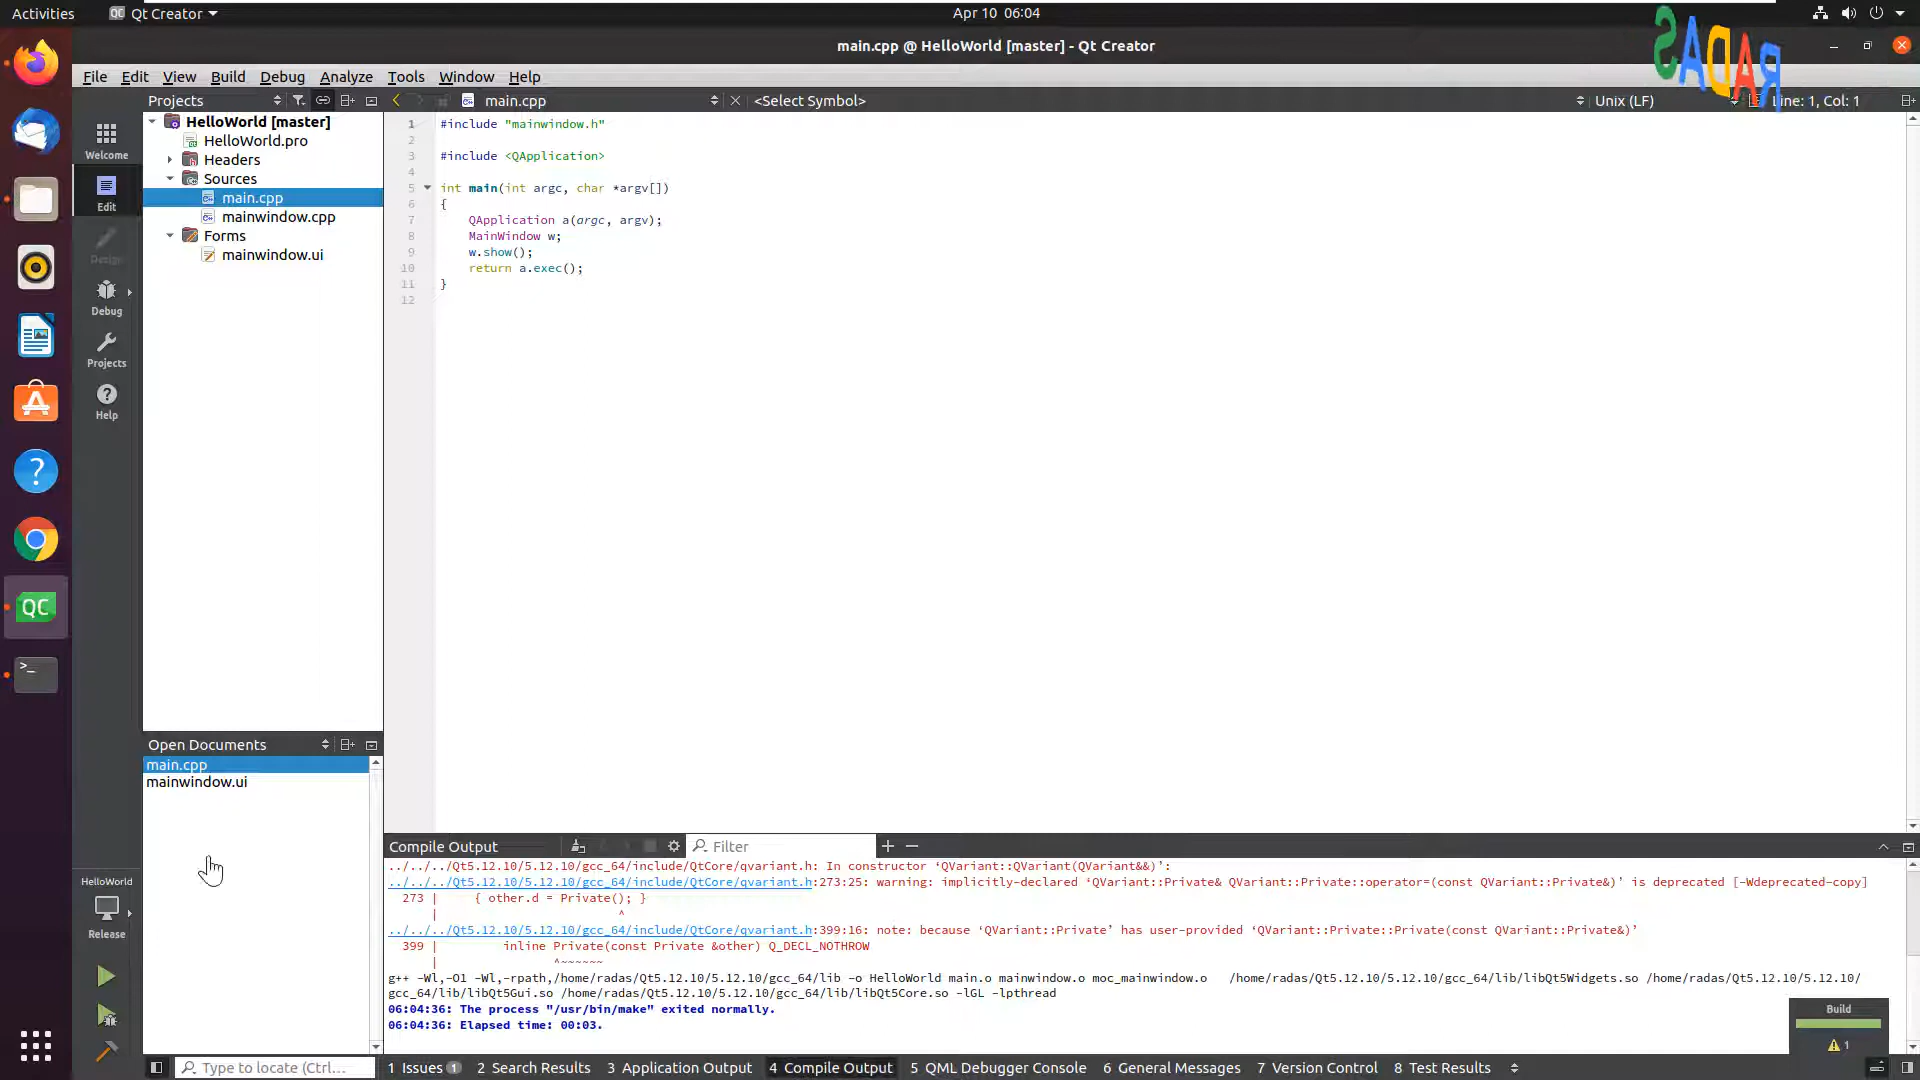 Activities
Qt Creator
Apr 10 06:04
main.cpp @ HelloWorld [master] - Qt Creator
RADAS
File Edit View Build Debug Analyze Tools Window Help
Projects
main.cpp
<Select Symbol>
Unix (LF)
Line: 1, Col: 1
Welcome
Edit
Design
Debug
Projects
Help
HelloWorld [master]
HelloWorld.pro
Headers
Sources
main.cpp
mainwindow.cpp
Forms
mainwindow.ui
1 #include "mainwindow.h"
2
3 #include <QApplication>
4
5 int main(int argc, char *argv[])
6 {
7 QApplication a(argc, argv);
8 MainWindow w;
9 w.show();
10 return a.exec();
11 }
12
Open Documents
main.cpp
mainwindow.ui
HelloWorld
Release
Compile Output
Filter
../../../Qt5.12.10/5.12.10/gcc_64/include/QtCore/qvariant.h: In constructor ‘QVariant::QVariant(QVariant&&)’:
../../../Qt5.12.10/5.12.10/gcc_64/include/QtCore/qvariant.h:273:25: warning: implicitly-declared ‘QVariant::Private& QVariant::Private::operator=(const QVariant::Private&)’ is deprecated [-Wdeprecated-copy]
273 | { other.d = Private(); }
| ^
../../../Qt5.12.10/5.12.10/gcc_64/include/QtCore/qvariant.h:399:16: note: because ‘QVariant::Private’ has user-provided ‘QVariant::Private::Private(const QVariant::Private&)’
399 | inline Private(const Private &other) Q_DECL_NOTHROW
| ^~~~~~~
g++ -Wl,-O1 -Wl,-rpath,/home/radas/Qt5.12.10/5.12.10/gcc_64/lib -o HelloWorld main.o mainwindow.o moc_mainwindow.o /home/radas/Qt5.12.10/5.12.10/gcc_64/lib/libQt5Widgets.so /home/radas/Qt5.12.10/5.12.10/
gcc_64/lib/libQt5Gui.so /home/radas/Qt5.12.10/5.12.10/gcc_64/lib/libQt5Core.so -lGL -lpthread
06:04:36: The process "/usr/bin/make" exited normally.
06:04:36: Elapsed time: 00:03.
Build
1
Type to locate (Ctrl...
1 Issues 1
2 Search Results
3 Application Output
4 Compile Output
5 QML Debugger Console
6 General Messages
7 Version Control
8 Test Results